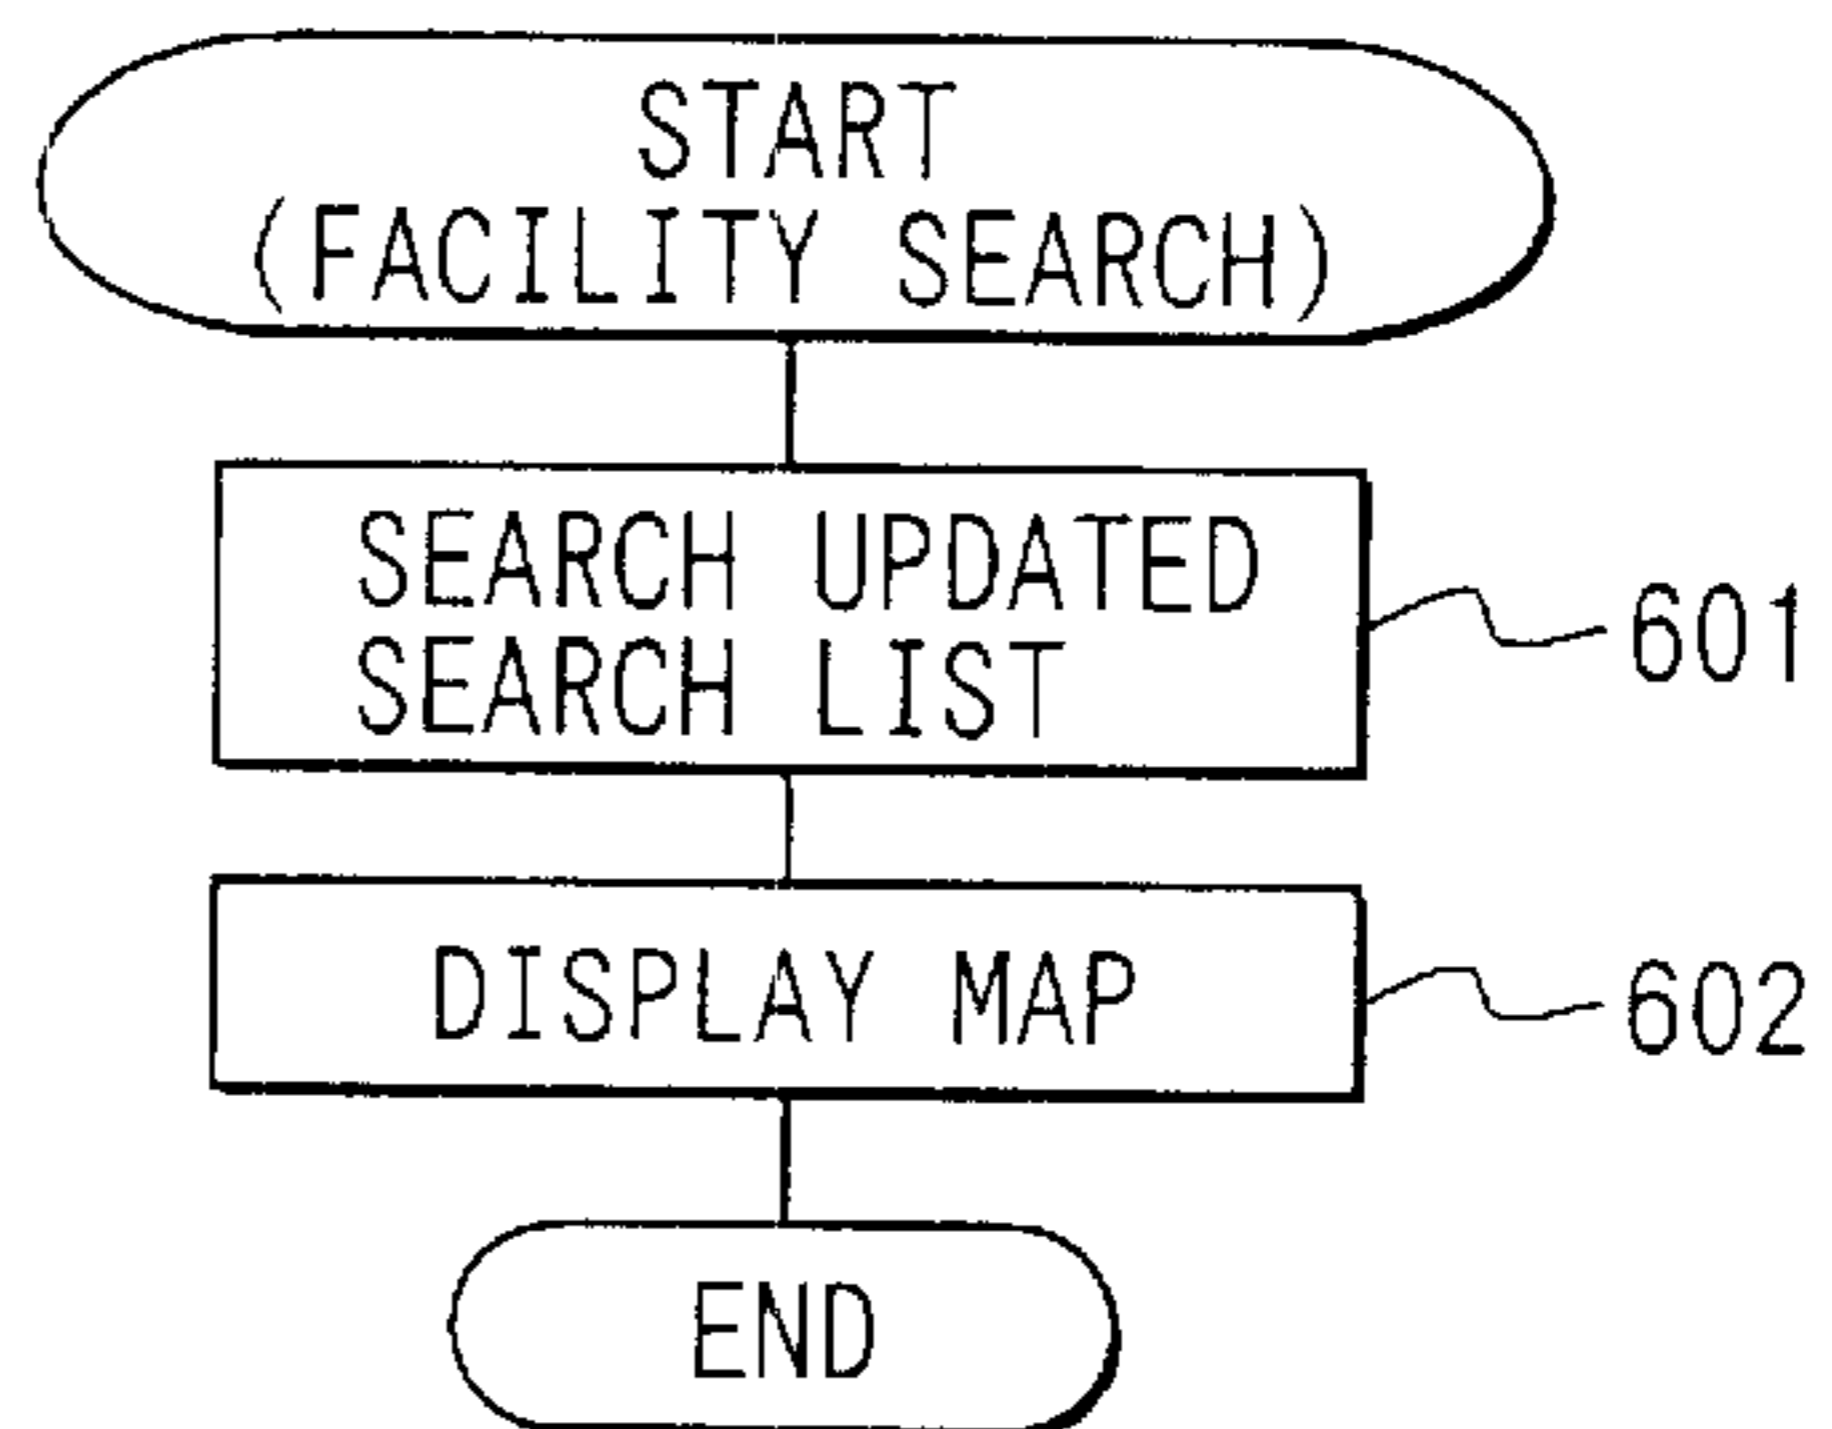 START
(FACILITY SEARCH)
SEARCH UPDATED
SEARCH LIST
601
DISPLAY MAP
602
END